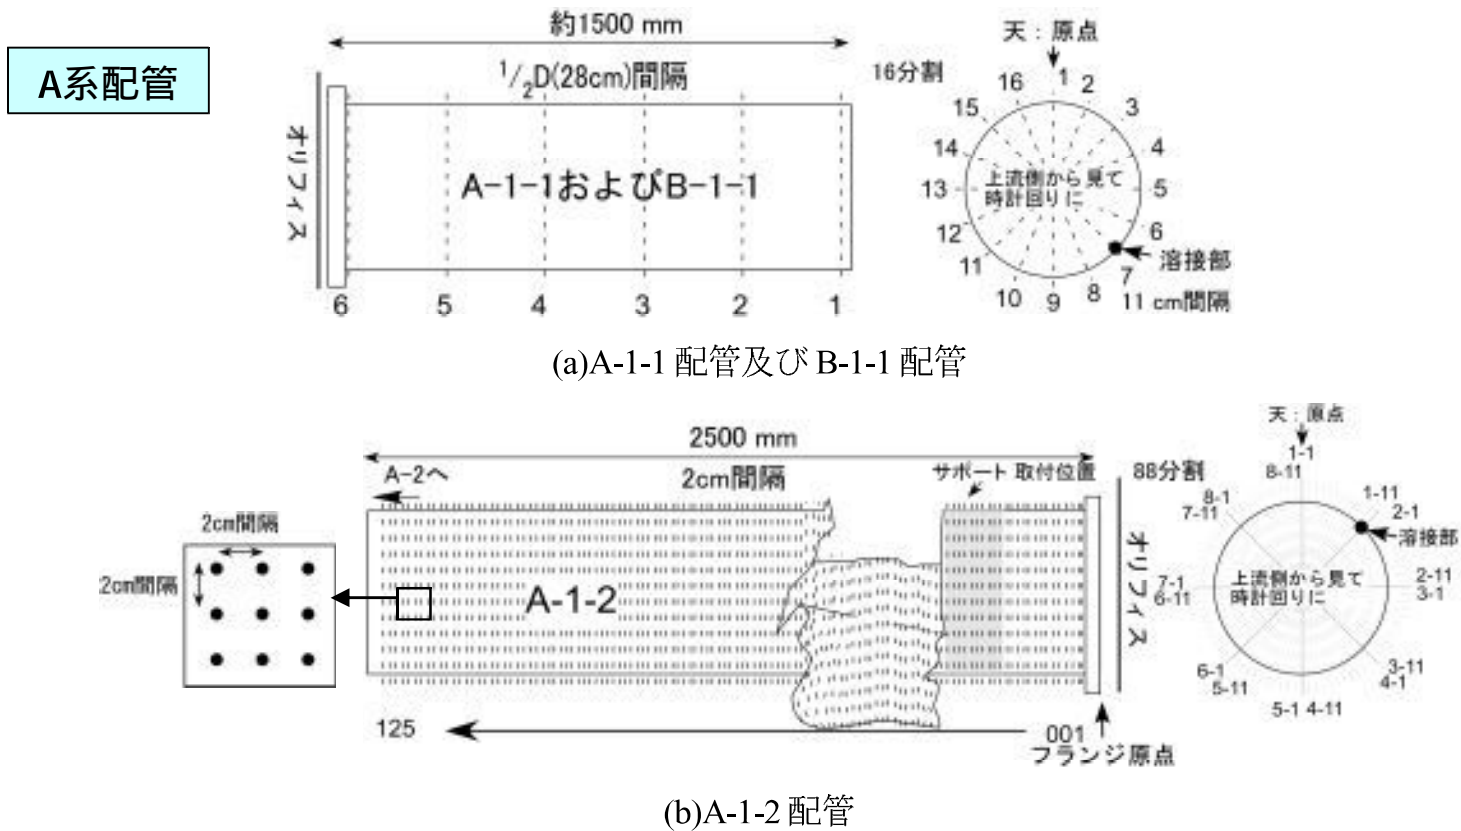 A系配管
約1500 mm
1/2D(28cm)間隔
オリフィス
A-1-1およびB-1-1
6 5 4 3 2 1
天：原点
16分割
1
2
3
4
5
6
7
8
9
10
11
12
13
14
15
16
上流側から見て
時計回りに
溶接部
11 cm間隔
(a)A-1-1 配管及び B-1-1 配管
2500 mm
A-2へ
2cm間隔
サポート 取付位置
2cm間隔
2cm間隔
A-1-2
オリフィス
125
001
フランジ原点
天：原点
88分割
1-1
8-11
1-11
2-1
溶接部
2-11
3-1
3-11
4-1
5-1 4-11
6-1
5-11
7-1
6-11
8-1
7-11
上流側から見て
時計回りに
(b)A-1-2 配管